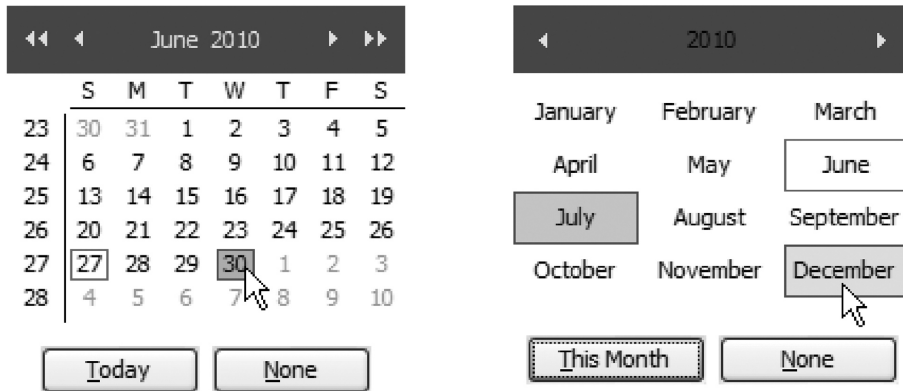 June 2010
S M T W T F S
23 30 31 1 2 3 4 5
24 6 7 8 9 10 11 12
25 13 14 15 16 17 18 19
26 20 21 22 23 24 25 26
27 27 28 29 30 1 2 3
28 4 5 6 7 8 9 10
Today None
2010
January February March
April May June
July August September
October November December
This Month None